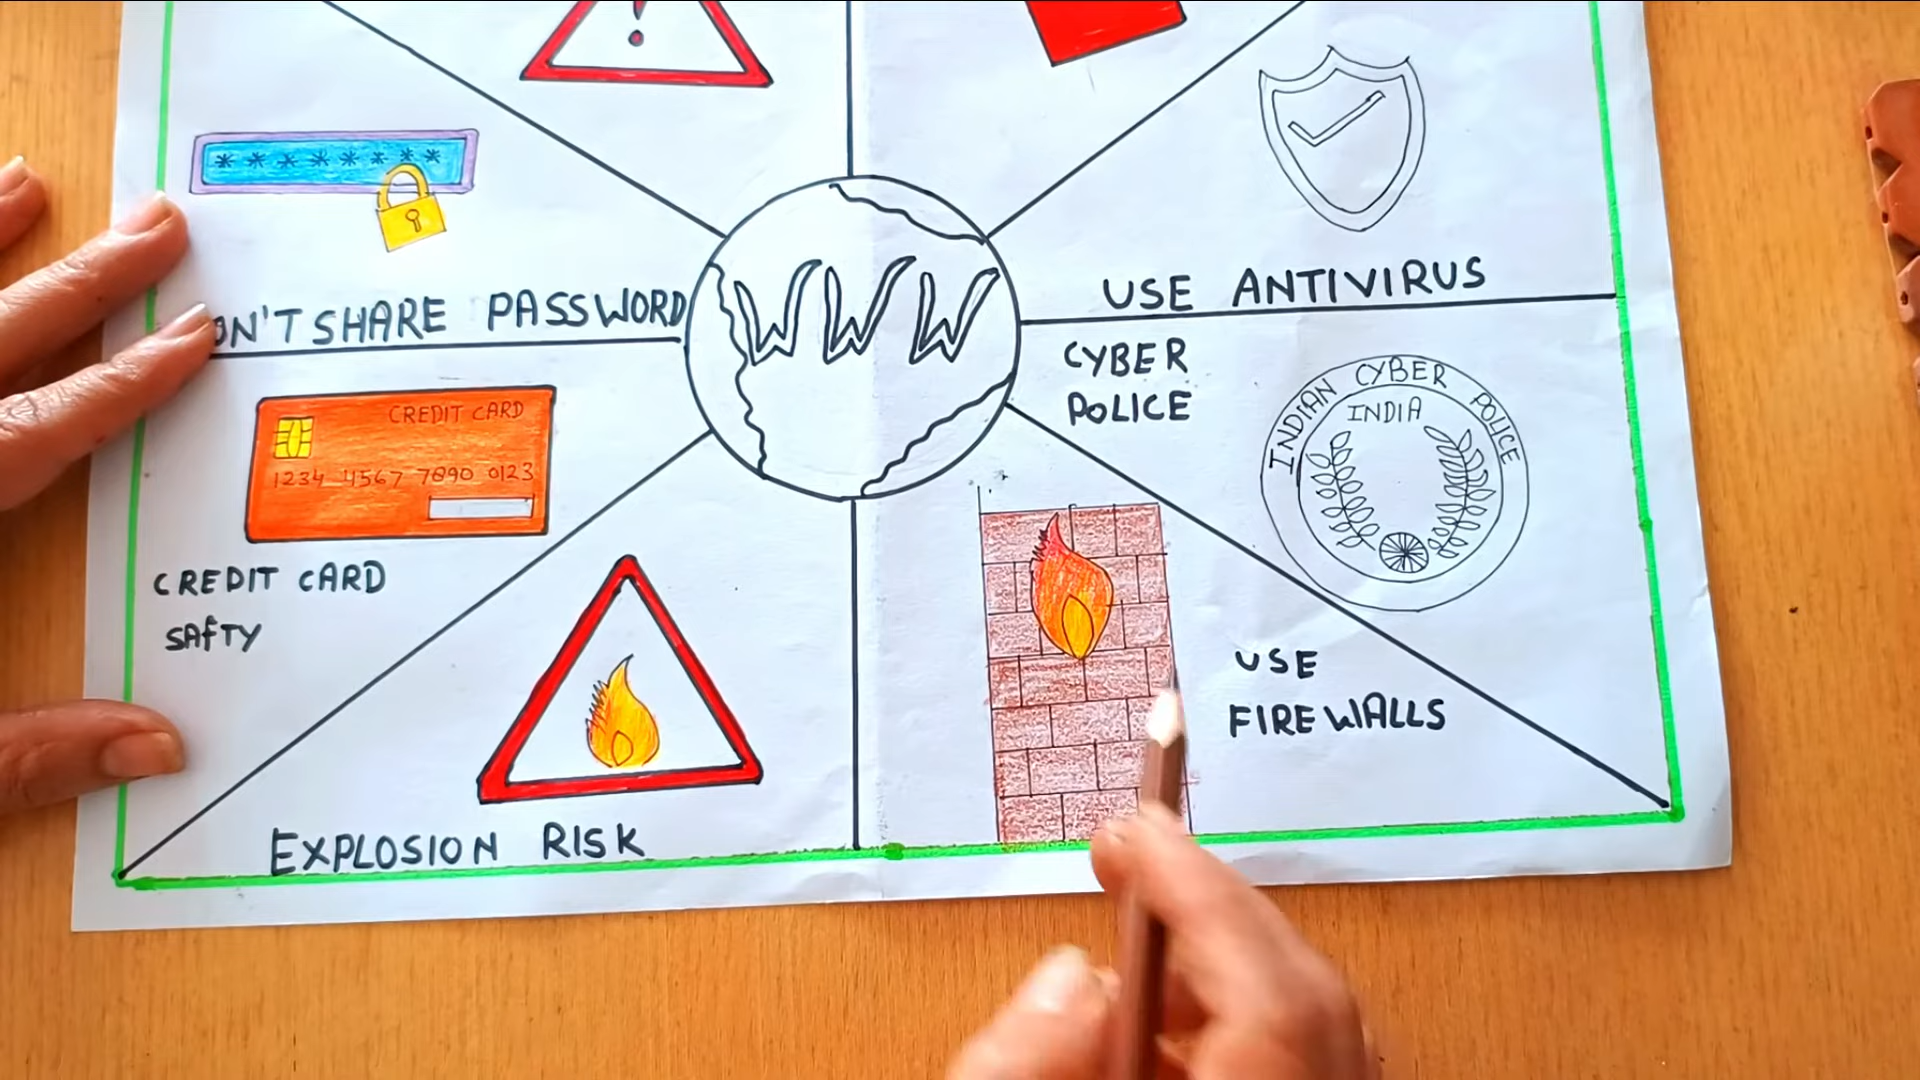 ********
ON'T SHARE PASSWORD
WWW
USE ANTIVIRUS
CYBER
POLICE
INDIAN CYBER POLICE
INDIA
CREDIT CARD
1234 4567 7890 0123
CREDIT CARD
SAfTY
USE
FIREWALLS
EXPLOSION RISK